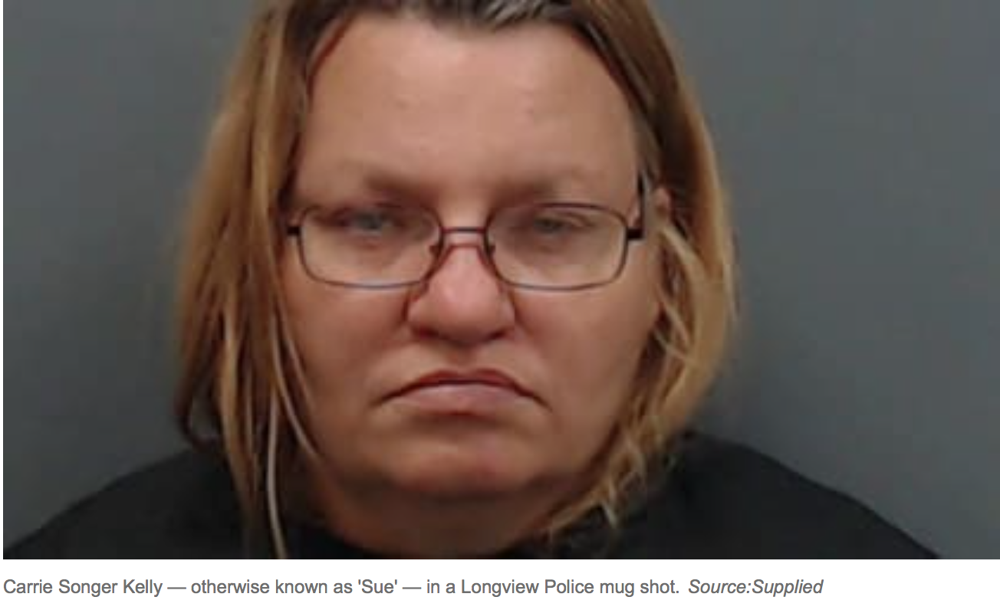 Carrie Songer Kelly — otherwise known as 'Sue' — in a Longview Police mug shot. Source:Supplied